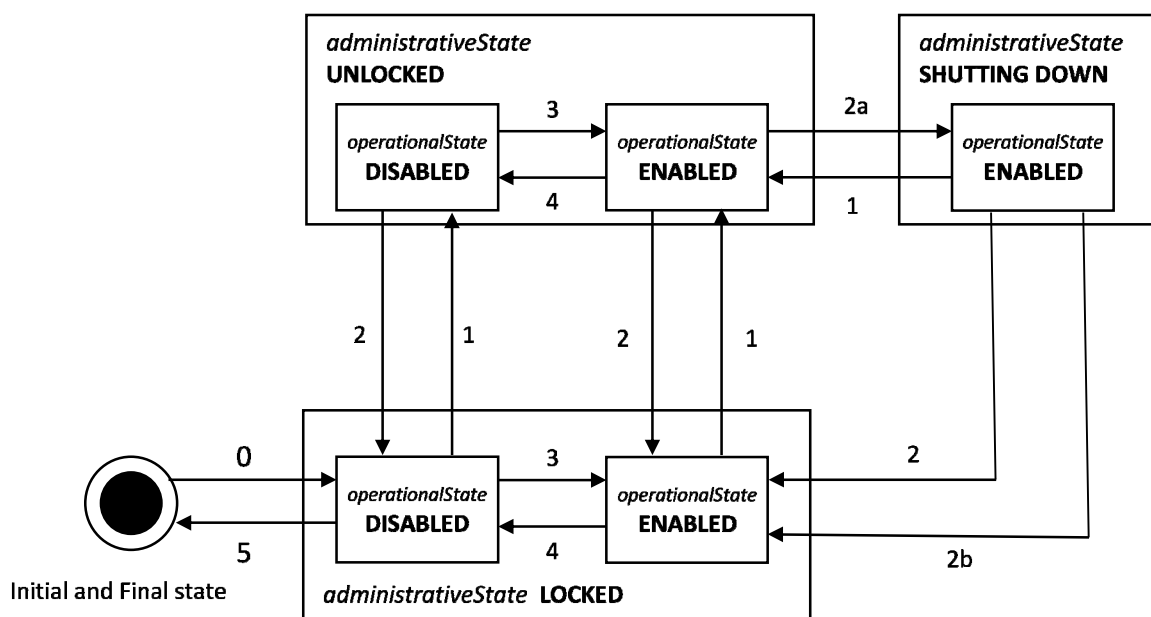 administrativeState
UNLOCKED
administrativeState
SHUTTING DOWN
operationalState
DISABLED
3
4
operationalState
ENABLED
2a
1
operationalState
ENABLED
2
1
2
1
0
5
operationalState
DISABLED
3
4
operationalState
ENABLED
2
2b
Initial and Final state
administrativeState LOCKED